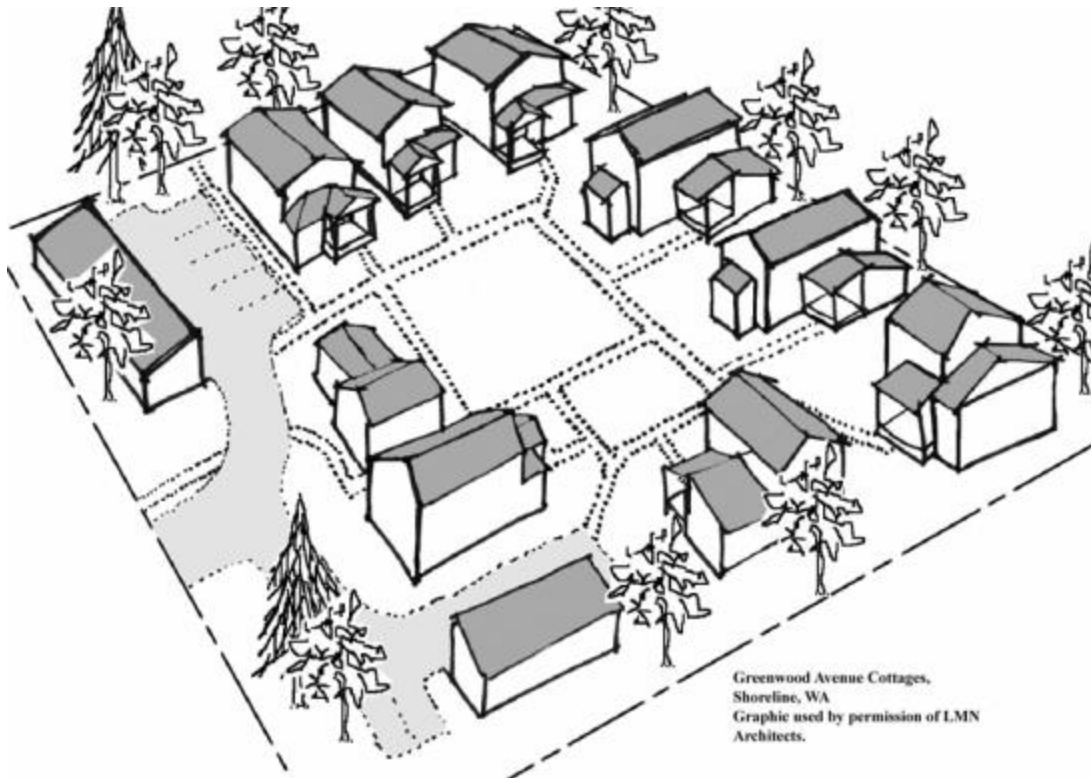 Greenwood Avenue Cottages,
Shoreline, WA
Graphic used by permission of LMN
Architects.